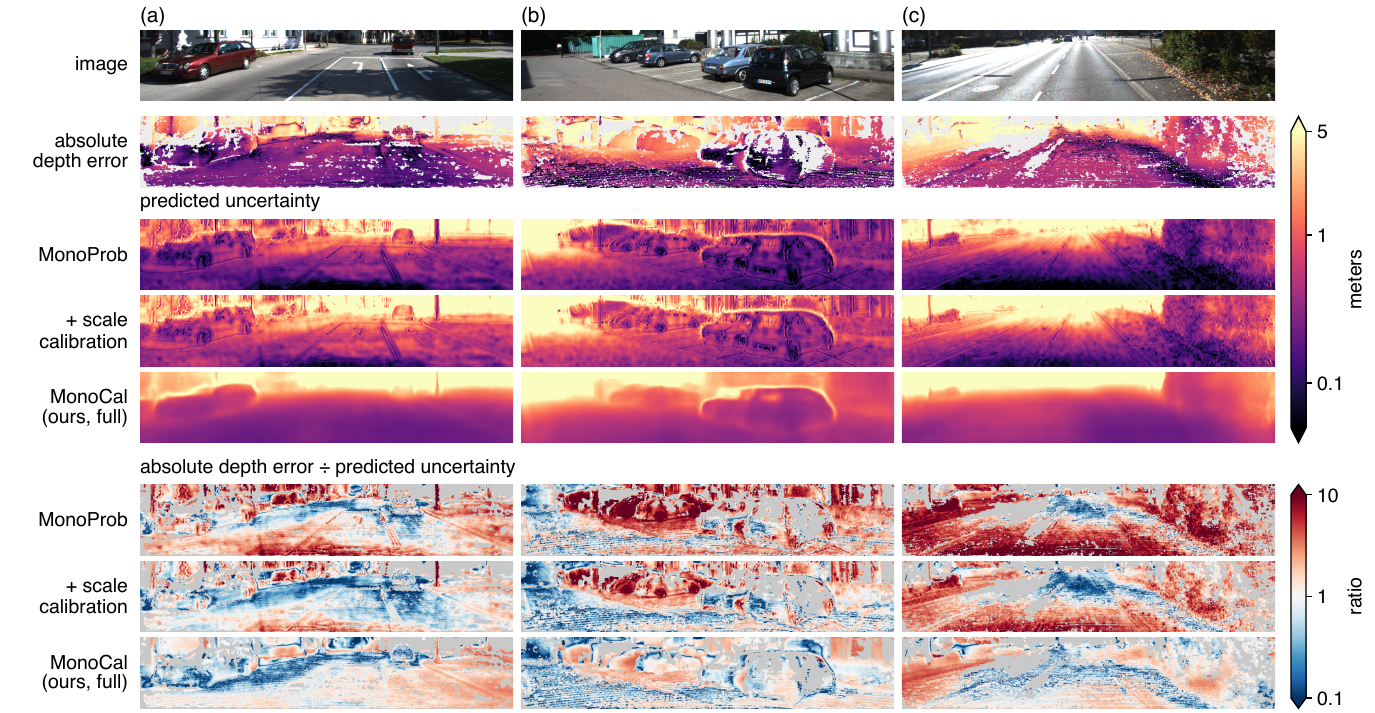 (a) (b) (c)
image
absolute
depth error
predicted uncertainty
MonoProb
+ scale
calibration
MonoCal
(ours, full)
5
1
0.1
meters
absolute depth error ÷ predicted uncertainty
MonoProb
+ scale
calibration
MonoCal
(ours, full)
10
1
0.1
ratio